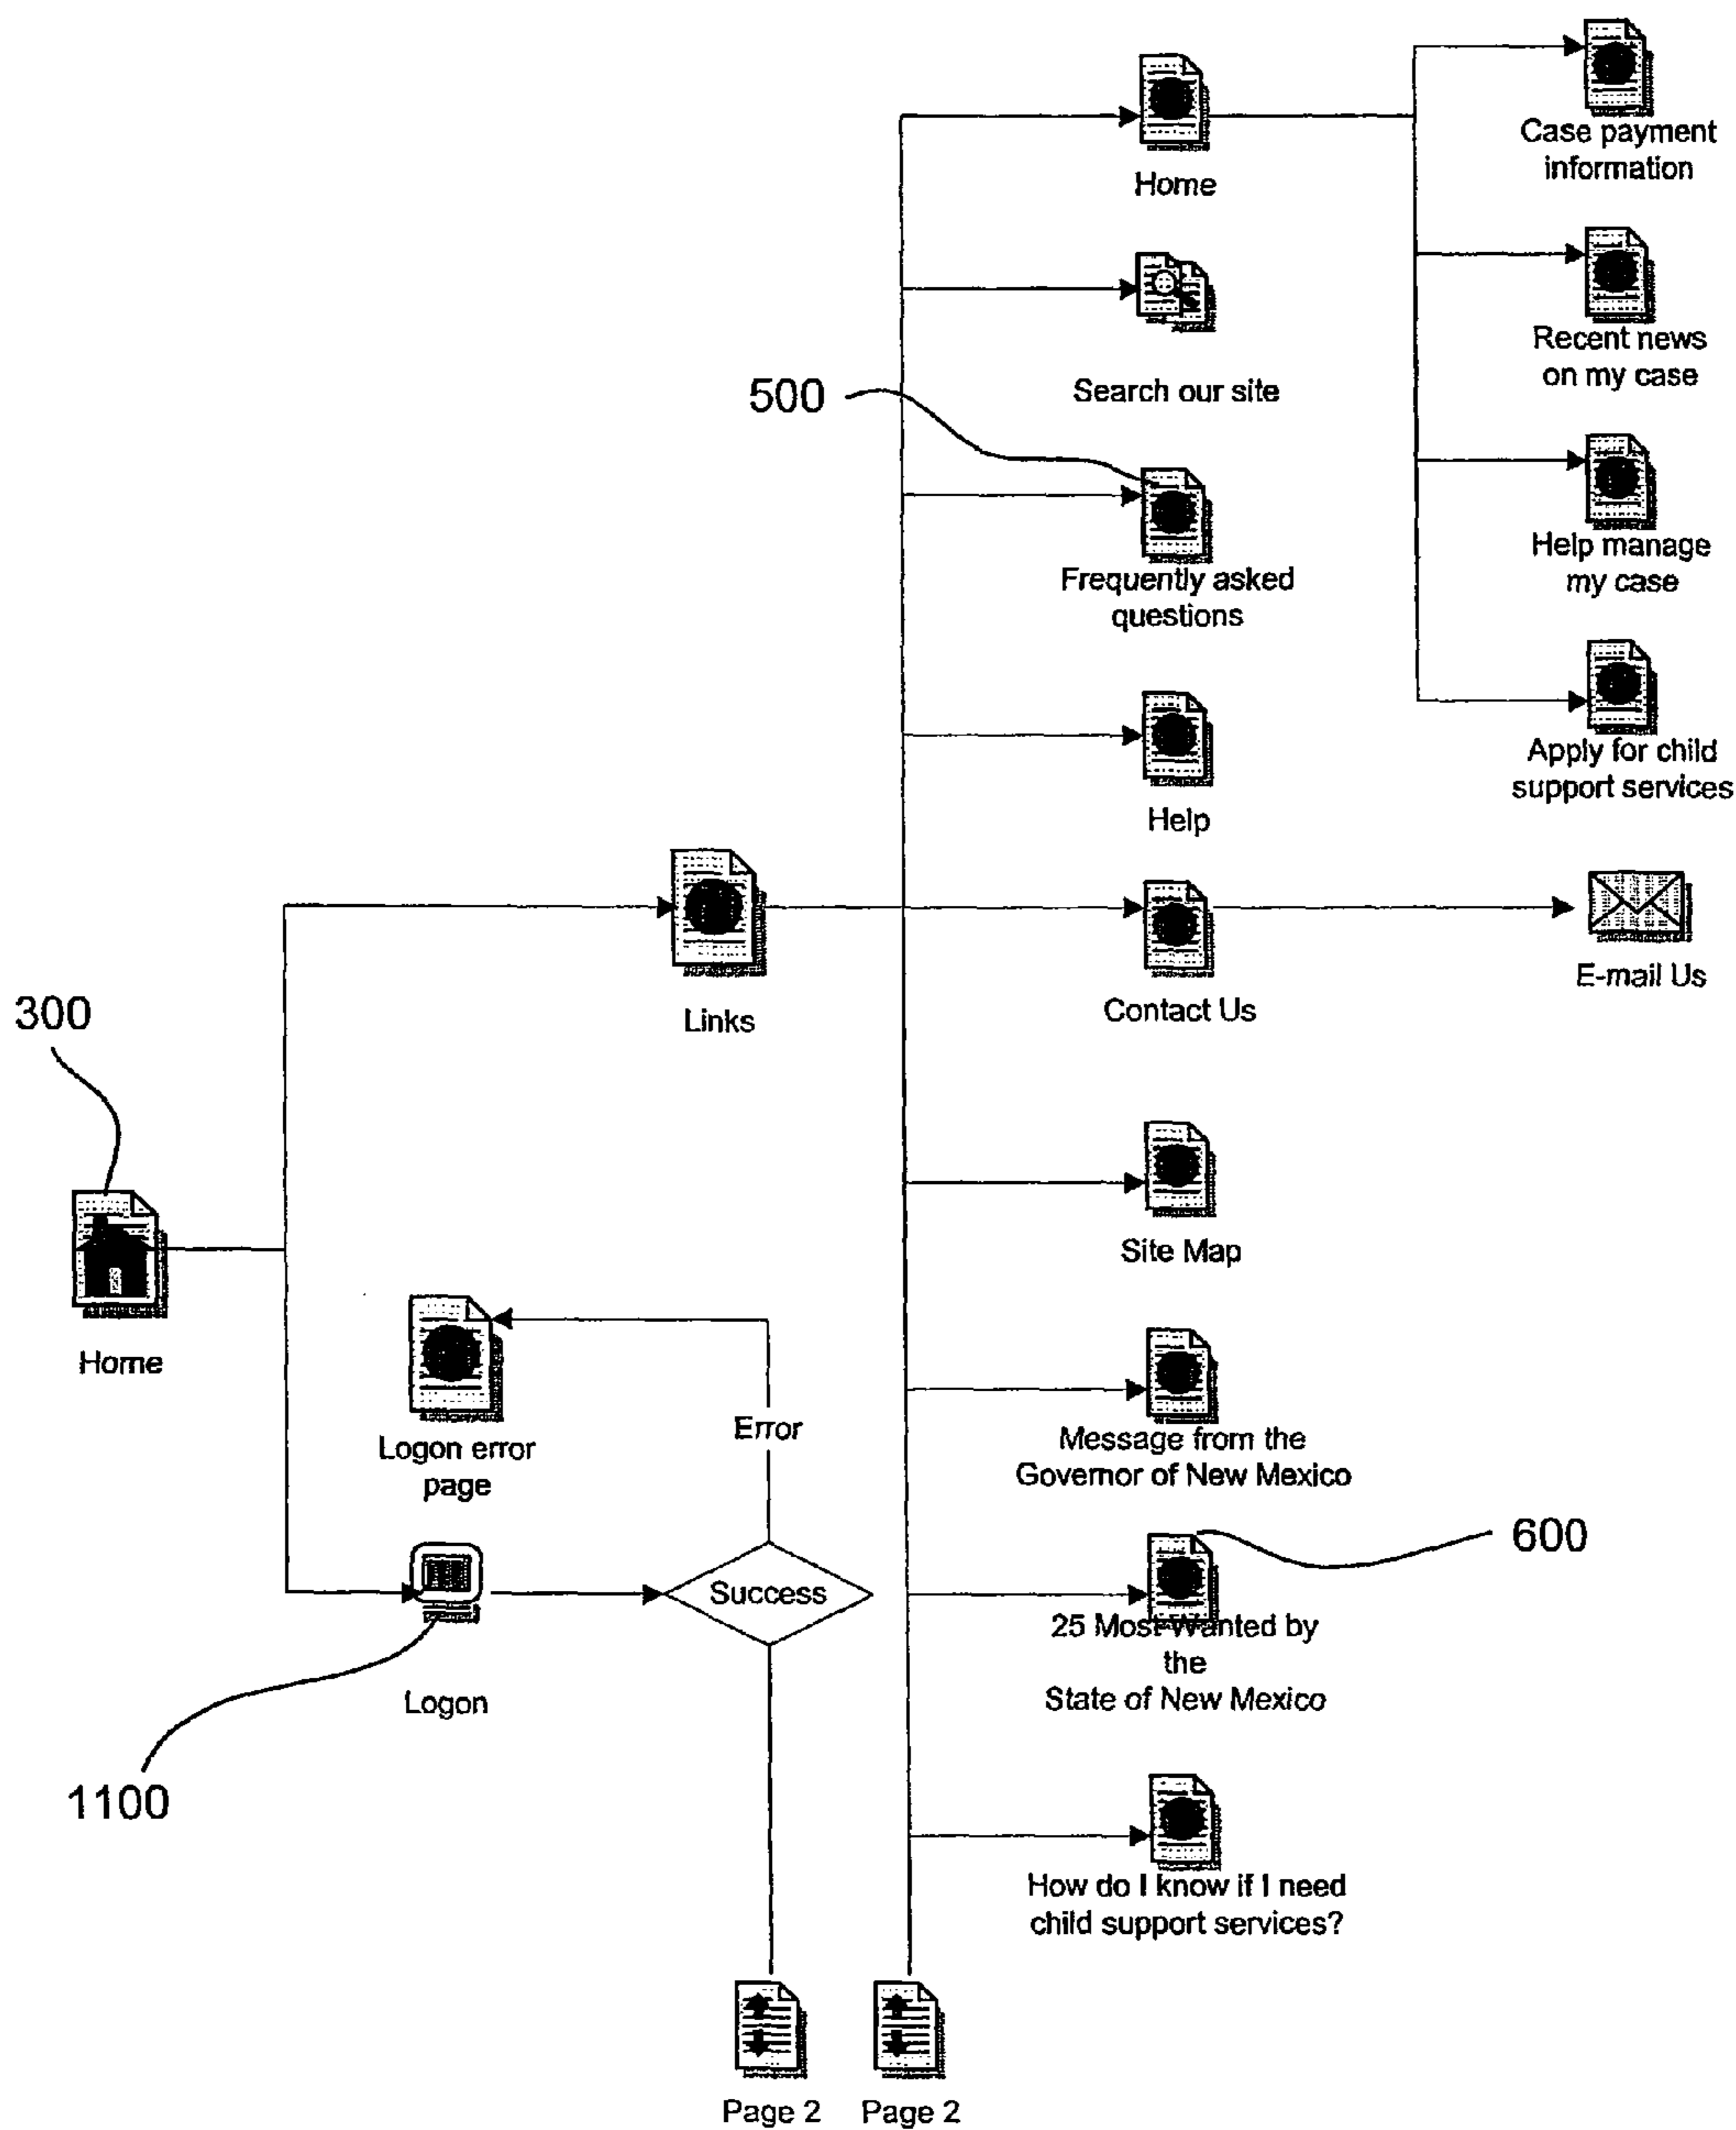 Case payment
information
Home
Recent news
on my case
Search our site
500
Frequently asked
questions
Help manage
my case
Help
Apply for child
support services
Links
Contact Us
E-mail Us
300
Home
Site Map
Logon error
page
Error
Message from the
Governor of New Mexico
Success
600
25 Most Wanted by
the
State of New Mexico
Logon
1100
How do I know if I need
child support services?
Page 2
Page 2